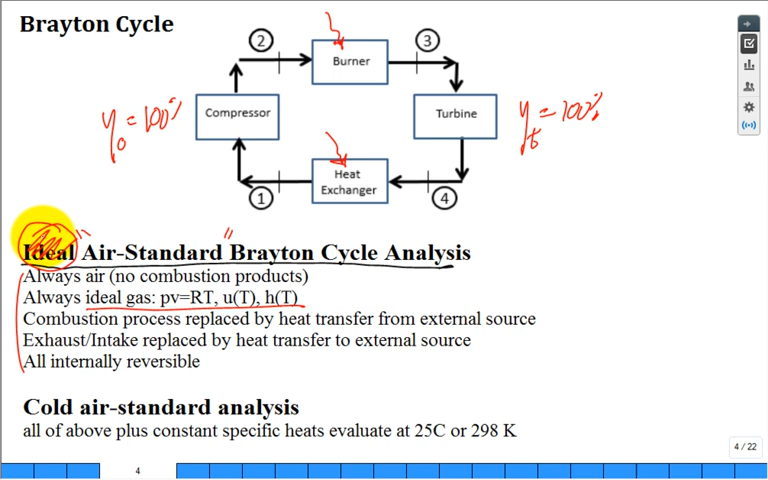 Brayton Cycle
②
Burner
③
Compressor
η = 100%
Turbine
ηt = 100%
Heat
Exchanger
①
④
Ideal "Air-Standard" Brayton Cycle Analysis
Always air (no combustion products)
Always ideal gas: pv=RT, u(T), h(T)
Combustion process replaced by heat transfer from external source
Exhaust/Intake replaced by heat transfer to external source
All internally reversible
Cold air-standard analysis
all of above plus constant specific heats evaluate at 25C or 298 K
4 / 22
4